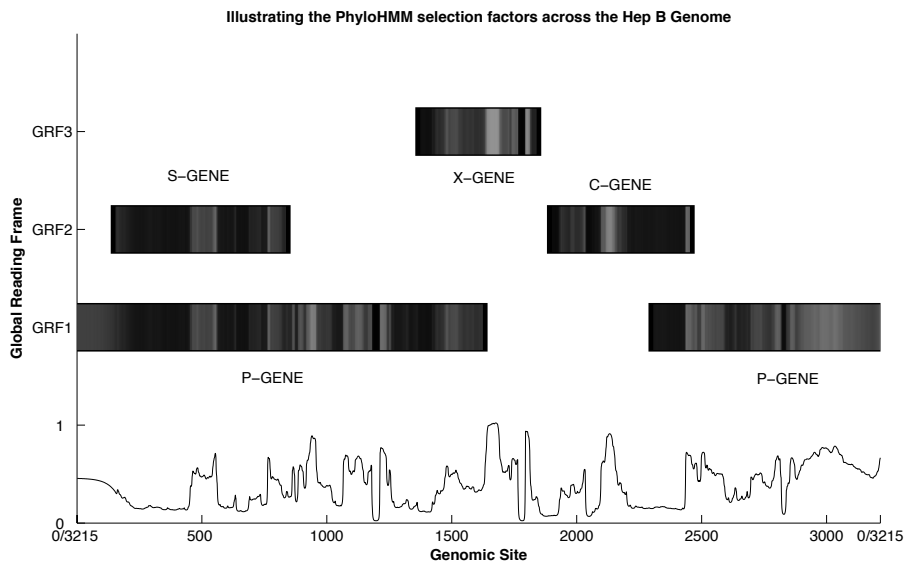 Illustrating the PhyloHMM selection factors across the Hep B Genome
GRF3
X−GENE
S−GENE
C−GENE
GRF2
GRF1
P−GENE
P−GENE
Global Reading Frame
1
0
0/3215
500
1000
1500
2000
2500
3000
0/3215
Genomic Site